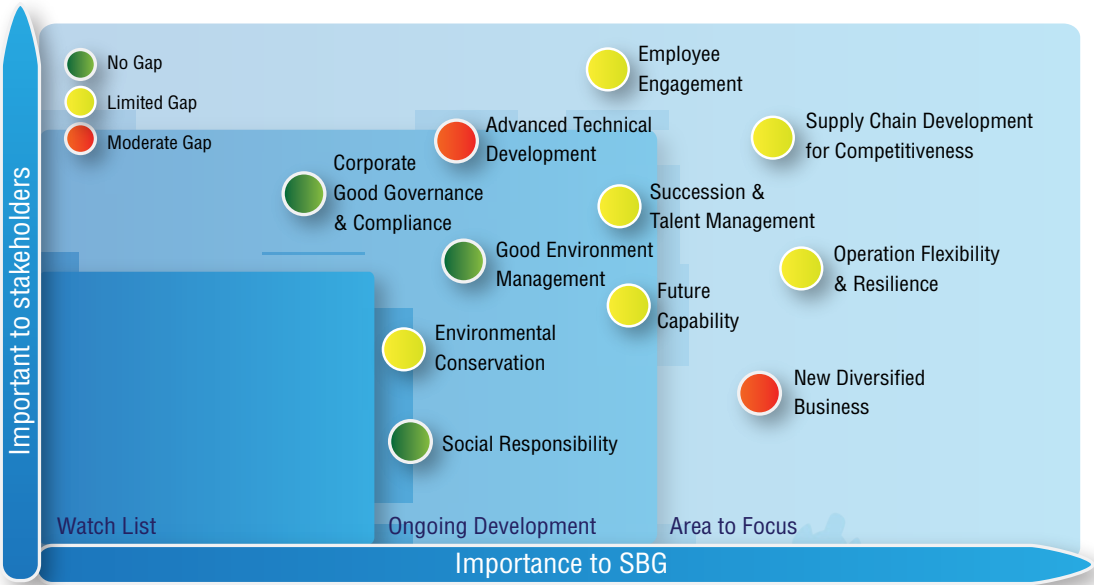 No Gap
Limited Gap
Moderate Gap
Employee
Engagement
Advanced Technical
Development
Supply Chain Development
for Competitiveness
Corporate
Good Governance
& Compliance
Succession &
Talent Management
Good Environment
Management
Operation Flexibility
& Resilience
Future
Capability
Environmental
Conservation
New Diversified
Business
Social Responsibility
Watch List
Ongoing Development
Area to Focus
Important to stakeholders
Importance to SBG